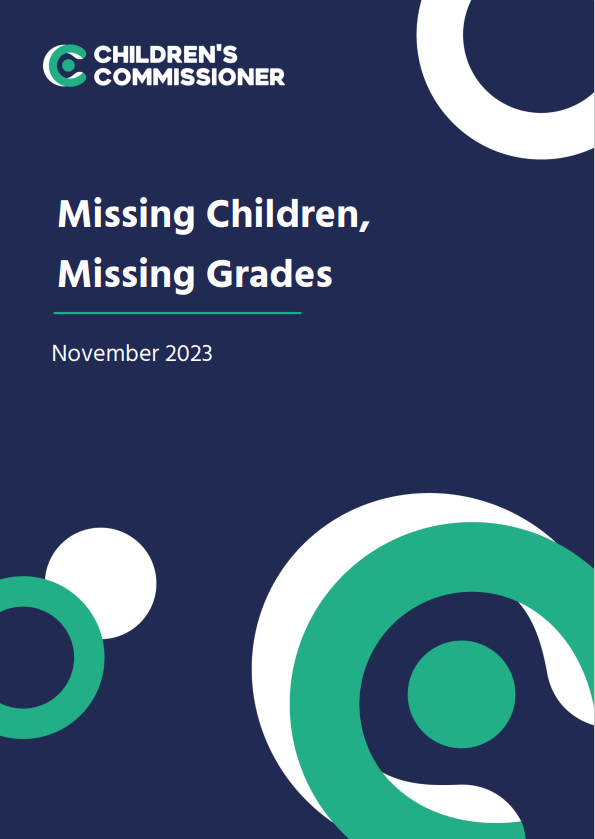 CHILDREN'S
COMMISSIONER
Missing Children,
Missing Grades
November 2023